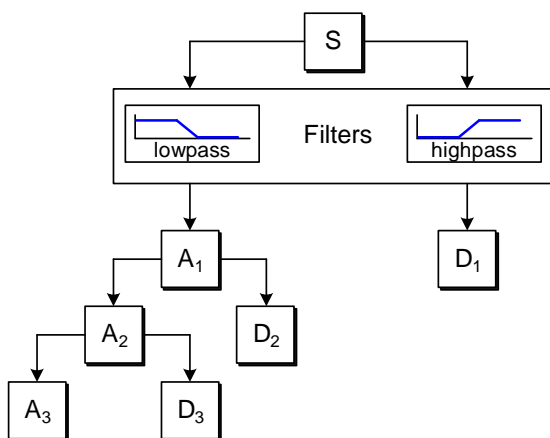 S
Filters
lowpass
highpass
A₁
D₁
A₂
D₂
A₃
D₃